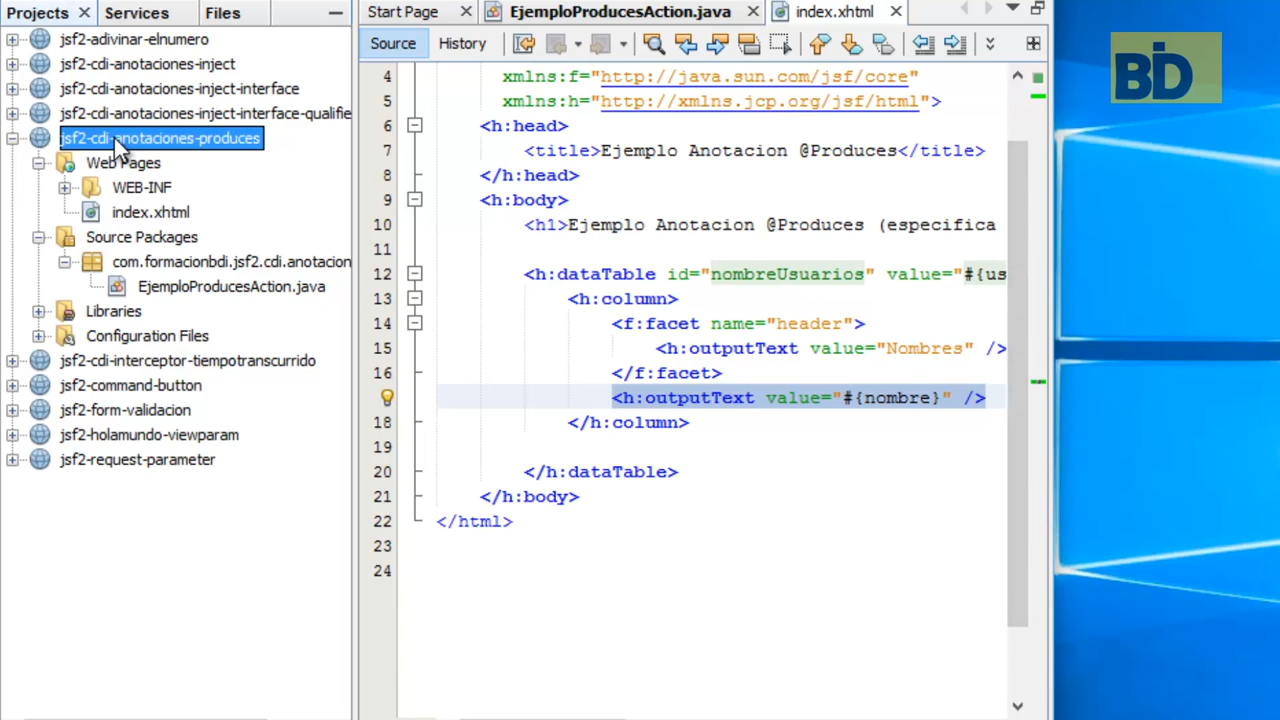 Projects Services Files
jsf2-adivinar-elnumero
jsf2-cdi-anotaciones-inject
jsf2-cdi-anotaciones-inject-interface
jsf2-cdi-anotaciones-inject-interface-qualifie
jsf2-cdi-anotaciones-produces
Web Pages
WEB-INF
index.xhtml
Source Packages
com.formacionbdi.jsf2.cdi.anotacion
EjemploProducesAction.java
Libraries
Configuration Files
jsf2-cdi-interceptor-tiempotranscurrido
jsf2-command-button
jsf2-form-validacion
jsf2-holamundo-viewparam
jsf2-request-parameter
Start Page EjemploProducesAction.java index.xhtml
Source History
4 xmlns:f="http://java.sun.com/jsf/core"
5 xmlns:h="http://xmlns.jcp.org/jsf/html">
6 <h:head>
7 <title>Ejemplo Anotacion @Produces</title>
8 </h:head>
9 <h:body>
10 <h1>Ejemplo Anotacion @Produces (especifica
11
12 <h:dataTable id="nombreUsuarios" value="#{us
13 <h:column>
14 <f:facet name="header">
15 <h:outputText value="Nombres" />
16 </f:facet>
<h:outputText value="#{nombre}" />
18 </h:column>
19
20 </h:dataTable>
21 </h:body>
22 </html>
23
24
BDI